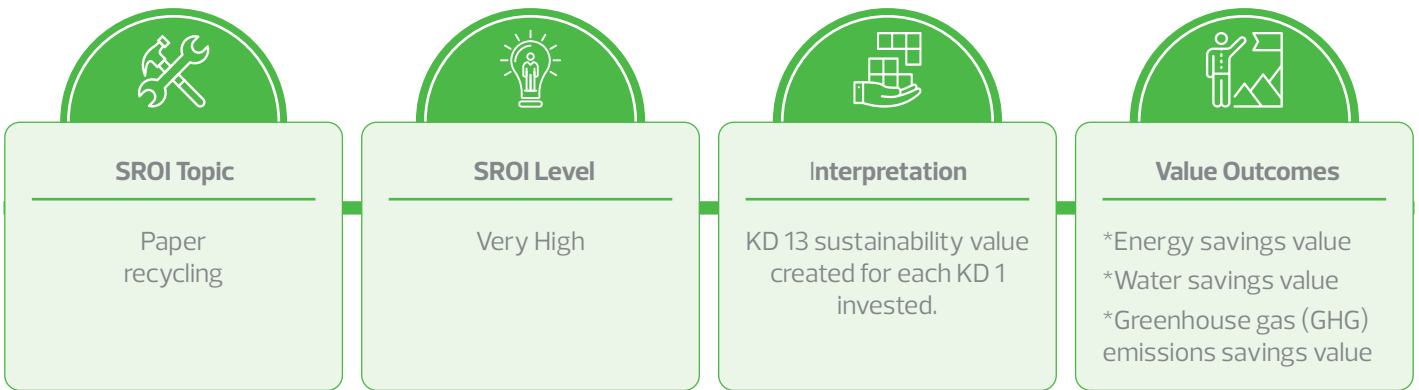 SROI Topic
Paper
recycling
SROI Level
Very High
Interpretation
KD 13 sustainability value
created for each KD 1
invested.
Value Outcomes
*Energy savings value
*Water savings value
*Greenhouse gas (GHG)
emissions savings value